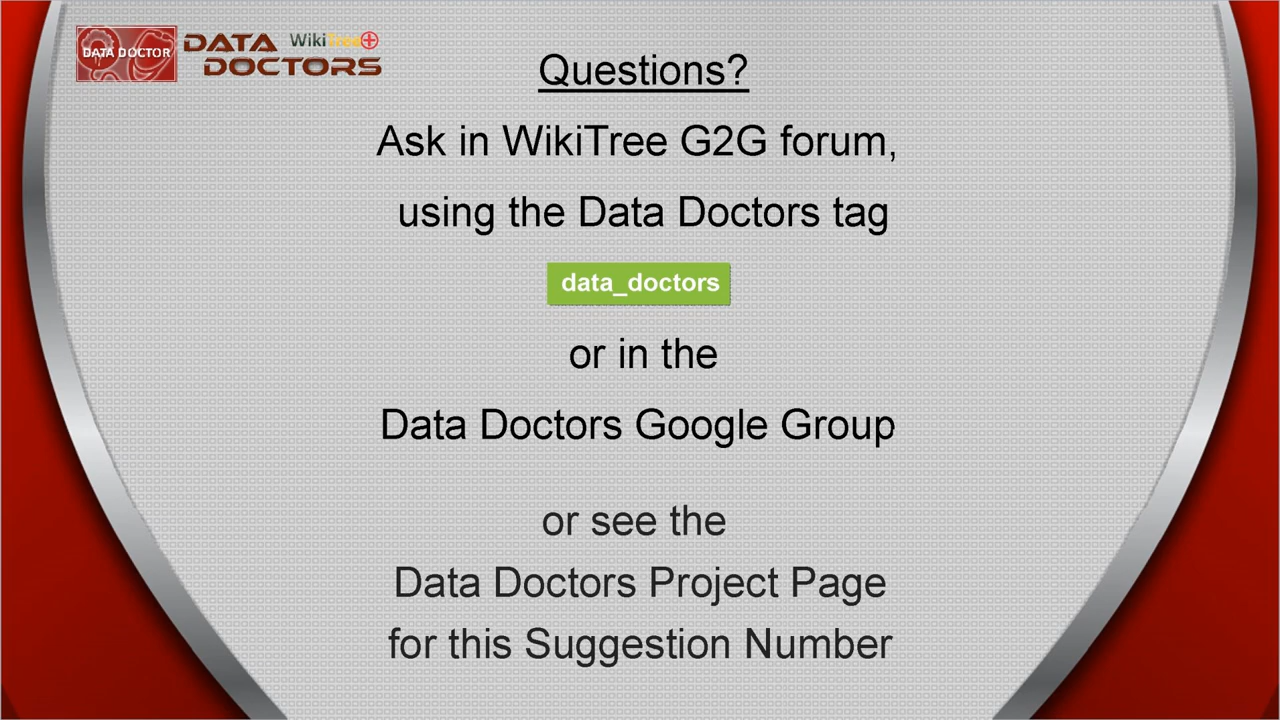 DATA DOCTOR
DATA
WikiTree+
DOCTORS
Questions?
Ask in WikiTree G2G forum,
using the Data Doctors tag
data_doctors
or in the
Data Doctors Google Group
or see the
Data Doctors Project Page
for this Suggestion Number